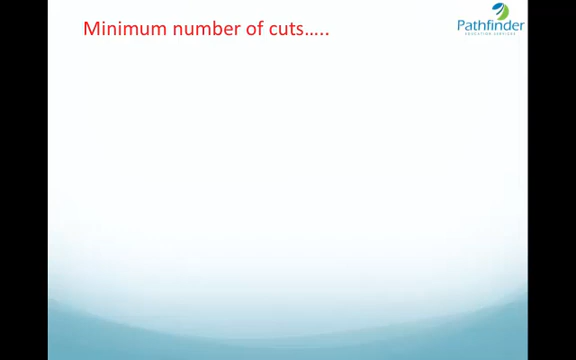 Minimum number of cuts…..
Pathfinder
EDUCATION SERVICES